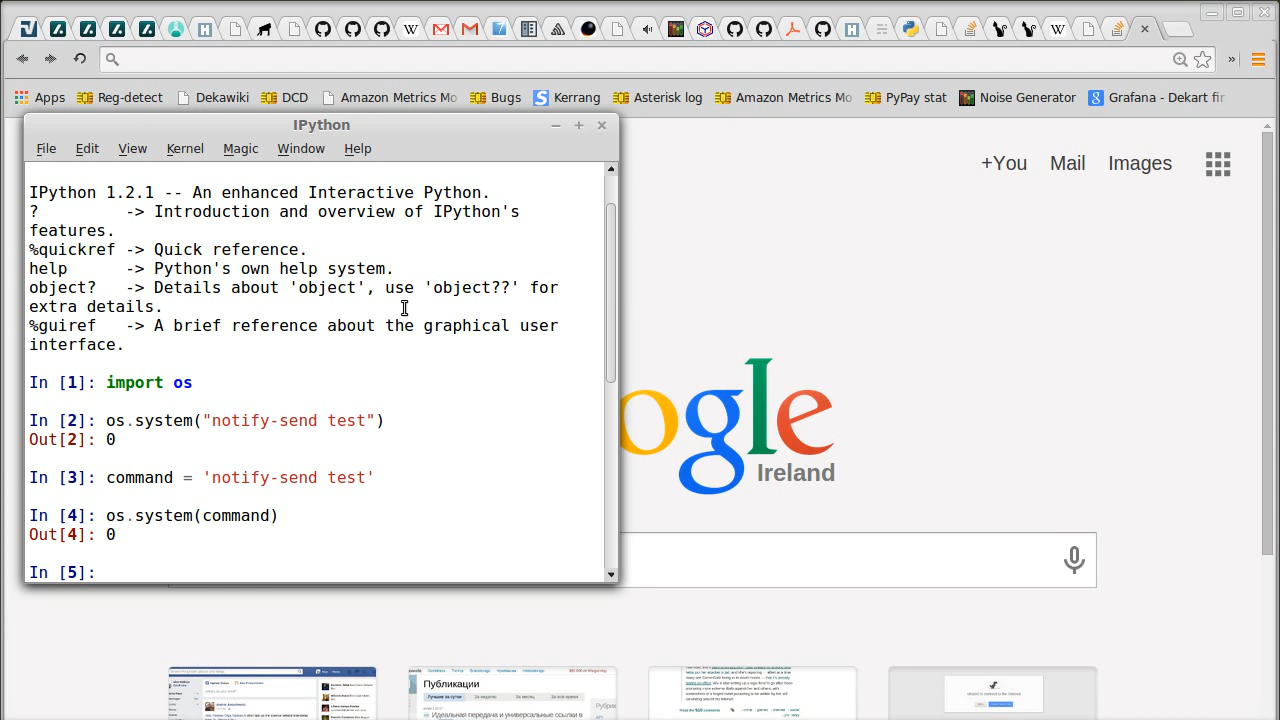 Apps Reg-detect Dekawiki DCD Amazon Metrics Mo Bugs Kerrang Asterisk log Amazon Metrics Mo PyPay stat Noise Generator Grafana - Dekart fir
IPython
File Edit View Kernel Magic Window Help
IPython 1.2.1 -- An enhanced Interactive Python.
? -> Introduction and overview of IPython's
features.
%quickref -> Quick reference.
help -> Python's own help system.
object? -> Details about 'object', use 'object??' for
extra details.
%guiref -> A brief reference about the graphical user
interface.
In [1]: import os
In [2]: os.system("notify-send test")
Out[2]: 0
In [3]: command = 'notify-send test'
In [4]: os.system(command)
Out[4]: 0
In [5]:
+You Mail Images
ogle
Ireland
Публикации
Идеальная передача и универсальные ссылки в